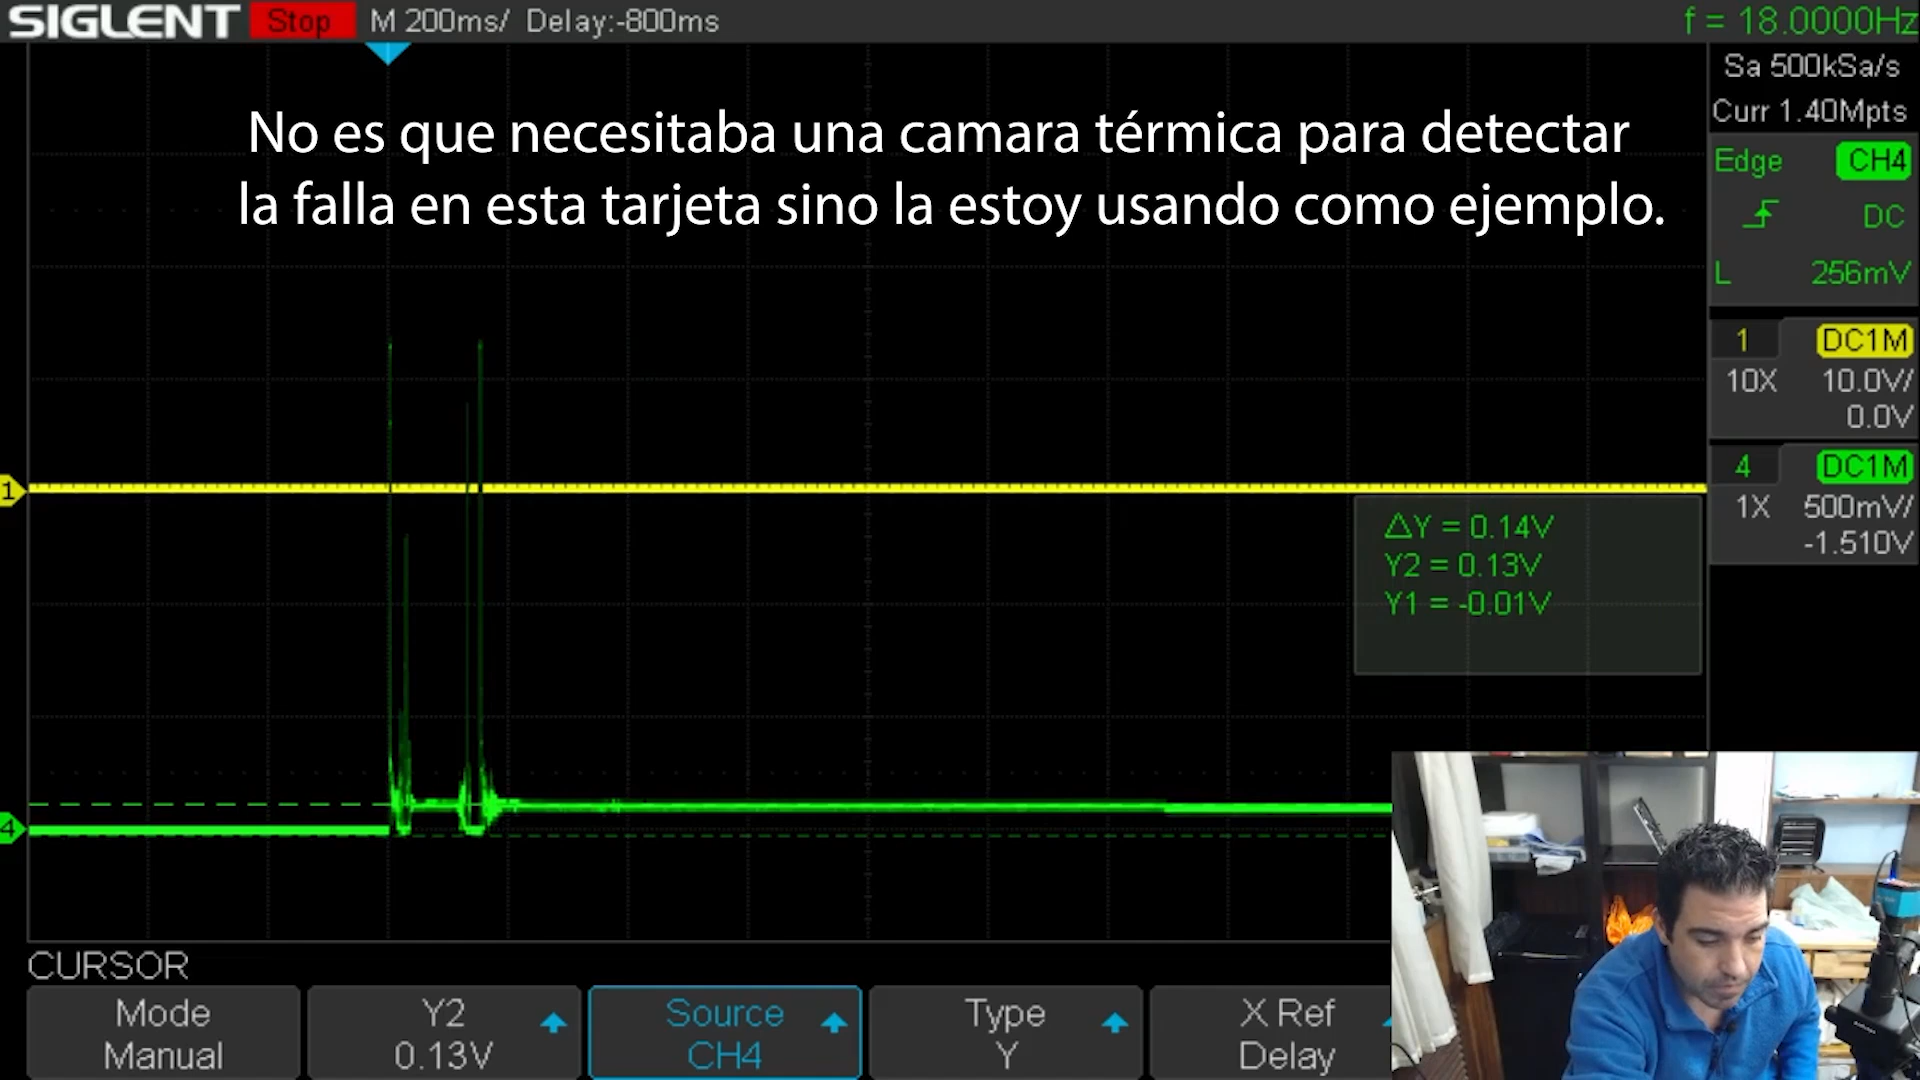 SIGLENT Stop M 200ms/ Delay:-800ms f = 18.0000Hz
Sa 500kSa/s
Curr 1.40Mpts
No es que necesitaba una camara térmica para detectar
la falla en esta tarjeta sino la estoy usando como ejemplo.
Edge CH4
DC
L 256mV
1 DC1M
10X 10.0V/
0.0V
4 DC1M
1X 500mV/
-1.510V
1
△Y = 0.14V
Y2 = 0.13V
Y1 = -0.01V
4
CURSOR
Mode
Manual
Y2
0.13V
Source
CH4
Type
Y
X Ref
Delay